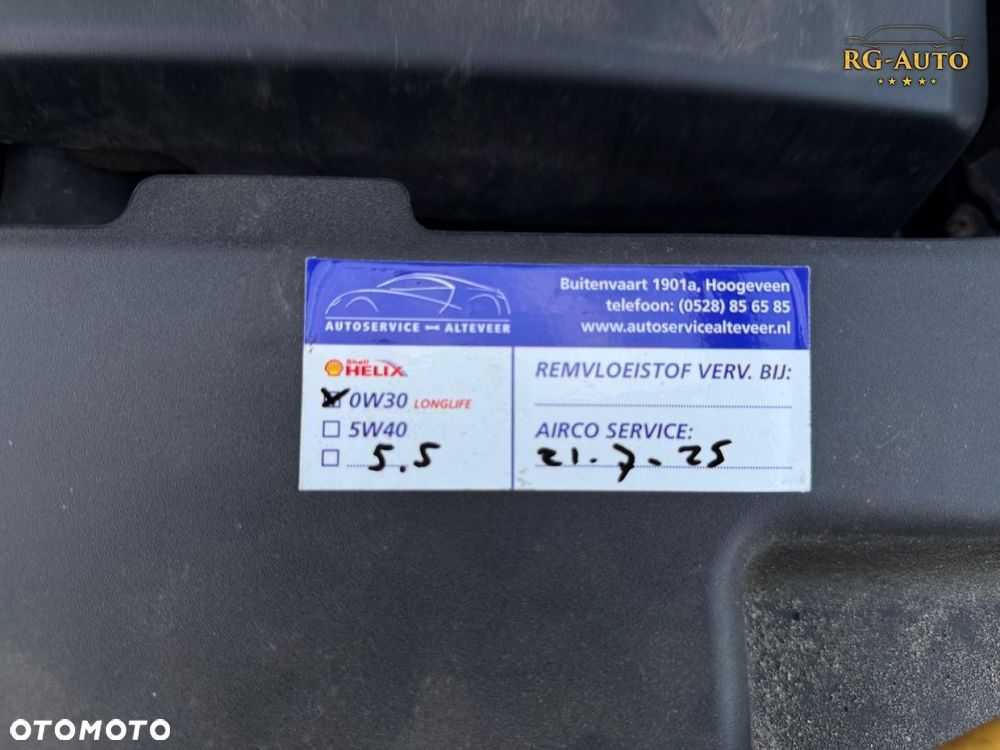 RG-AUTO
Buitenvaart 1901a, Hoogeveen
telefoon: (0528) 85 65 85
www.autoservicealteveer.nl
AUTOSERVICE ALTEVEER
Shell
HELIX
0W30 LONGLIFE
5W40
5.5
REMVLOEISTOF VERV. BIJ:
AIRCO SERVICE:
21.7-25
OTOMOTO